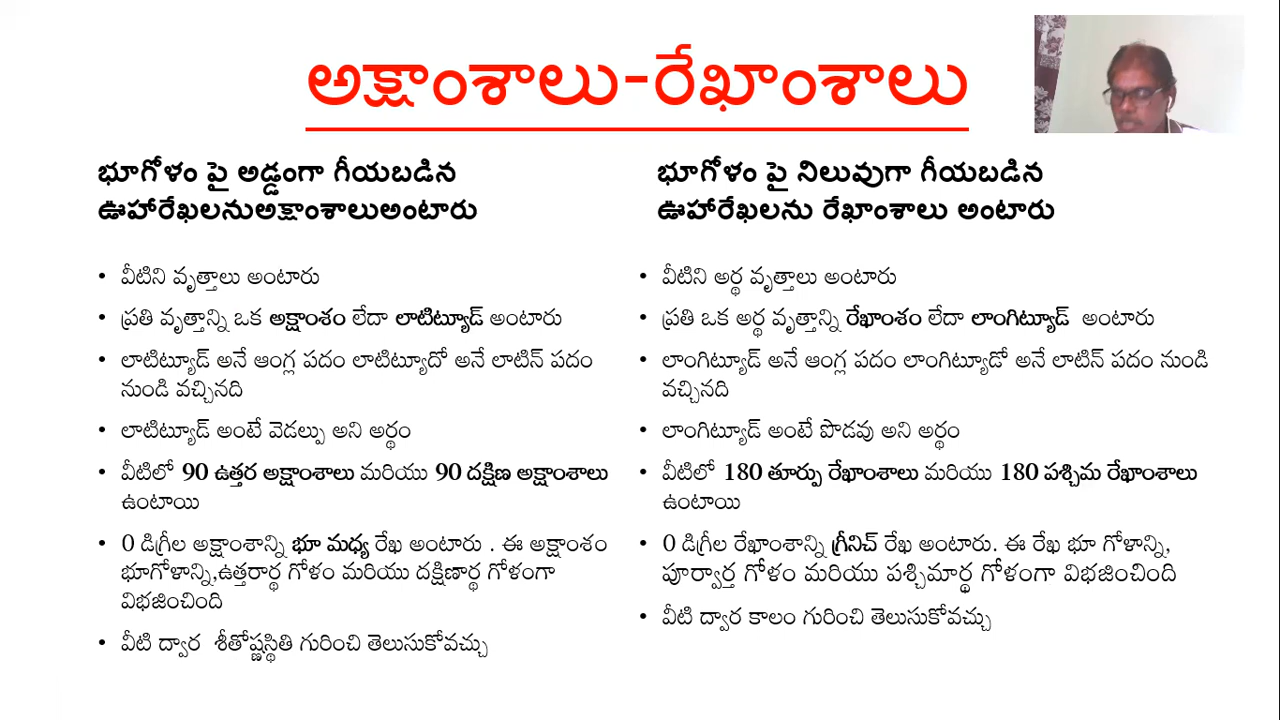 అక్షాంశాలు-రేఖాంశాలు
భూగోళం పై అడ్డంగా గీయబడిన
ఊహారేఖలనుఅక్షాంశాలుఅంటారు
• వీటిని వృత్తాలు అంటారు
• ప్రతి వృత్తాన్ని ఒక అక్షాంశం లేదా లాటిట్యూడ్ అంటారు
• లాటిట్యూడ్ అనే ఆంగ్ల పదం లాటిట్యూదో అనే లాటిన్ పదం
నుండి వచ్చినది
• లాటిట్యూడ్ అంటే వెడల్పు అని అర్థం
• వీటిలో 90 ఉత్తర అక్షాంశాలు మరియు 90 దక్షిణ అక్షాంశాలు
ఉంటాయి
• 0 డిగ్రీల అక్షాంశాన్ని భూ మధ్య రేఖ అంటారు . ఈ అక్షాంశం
భూగోళాన్ని,ఉత్తరార్థ గోళం మరియు దక్షిణార్థ గోళంగా
విభజించింది
• వీటి ద్వార శీతోష్ణస్థితి గురించి తెలుసుకోవచ్చు
భూగోళం పై నిలువుగా గీయబడిన
ఊహారేఖలను రేఖాంశాలు అంటారు
• వీటిని అర్థ వృత్తాలు అంటారు
• ప్రతి ఒక అర్థ వృత్తాన్ని రేఖాంశం లేదా లాంగిట్యూడ్ అంటారు
• లాంగిట్యూడ్ అనే ఆంగ్ల పదం లాంగిట్యూడో అనే లాటిన్ పదం నుండి
వచ్చినది
• లాంగిట్యూడ్ అంటే పొడవు అని అర్థం
• వీటిలో 180 తూర్పు రేఖాంశాలు మరియు 180 పశ్చిమ రేఖాంశాలు
ఉంటాయి
• 0 డిగ్రీల రేఖాంశాన్ని గ్రీనిచ్ రేఖ అంటారు. ఈ రేఖ భూ గోళాన్ని,
పూర్వార్త గోళం మరియు పశ్చిమార్థ గోళంగా విభజించింది
• వీటి ద్వార కాలం గురించి తెలుసుకోవచ్చు